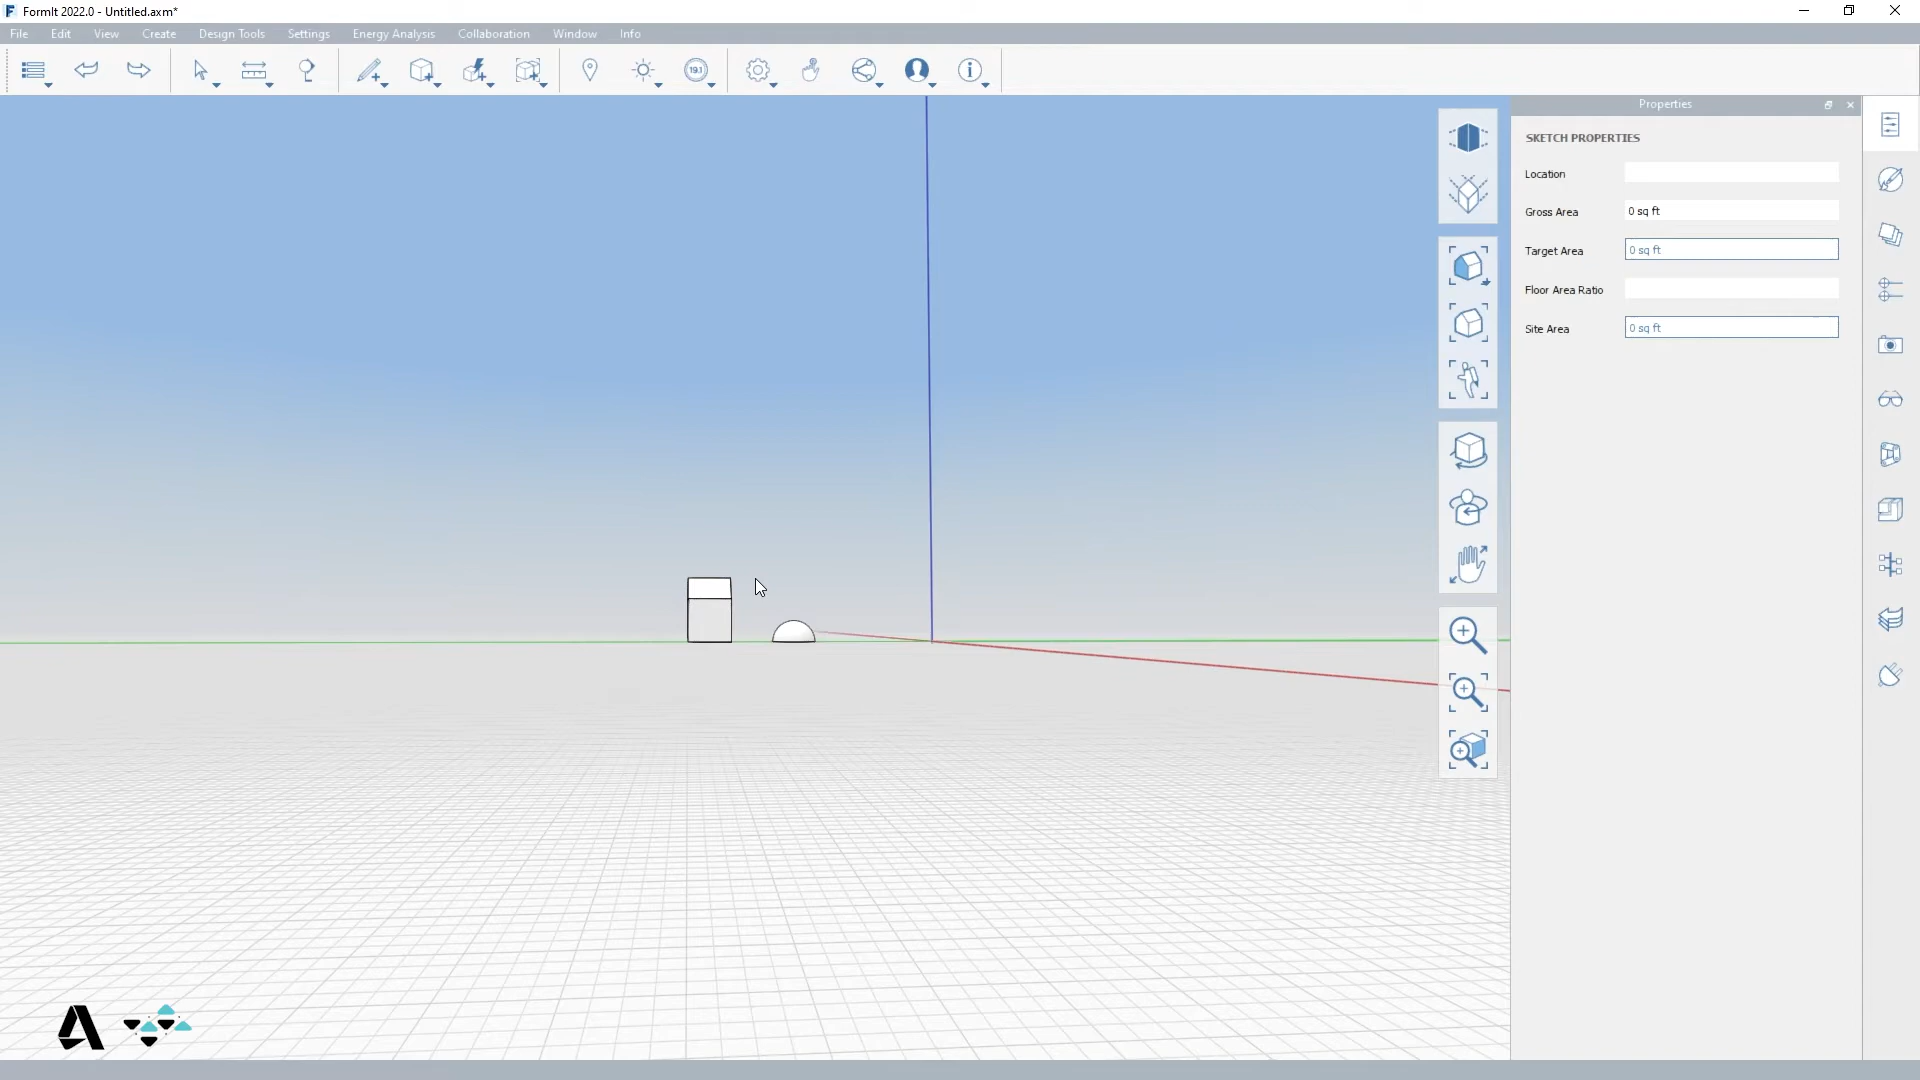 FormIt 2022.0 - Untitled.axm*
File Edit View Create Design Tools Settings Energy Analysis Collaboration Window Info
19.1
Properties
SKETCH PROPERTIES
Location
Gross Area 0 sq ft
Target Area 0 sq ft
Floor Area Ratio
Site Area 0 sq ft